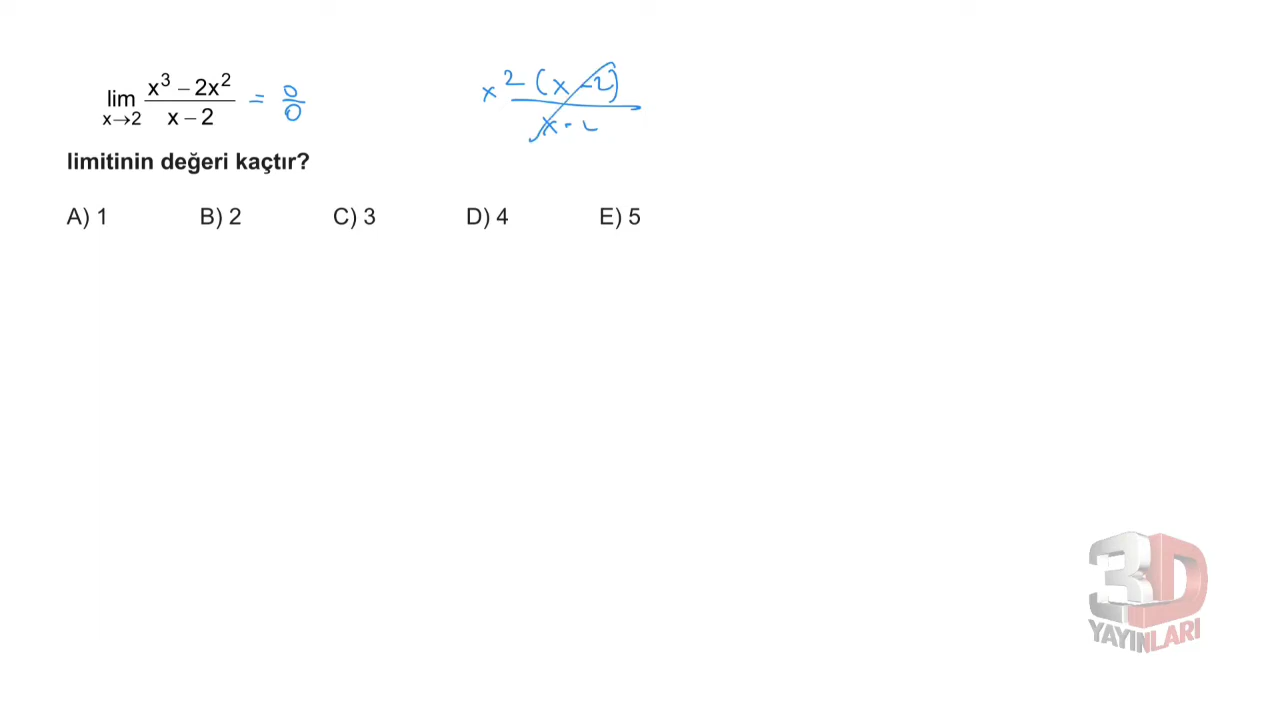 lim x→2 x³ – 2x² / x – 2 = 0/0
x² (x – 2) / x - 2
limitinin değeri kaçtır?
A) 1 B) 2 C) 3 D) 4 E) 5
3D
YAYINLARI